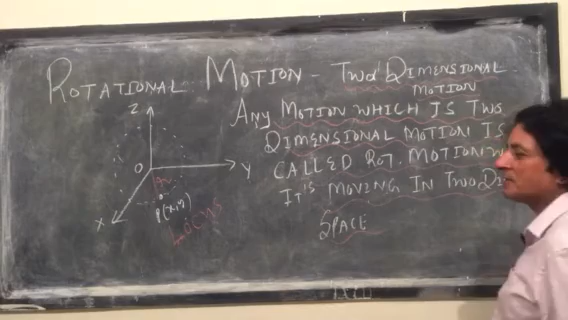 ROTATIONAL MOTION - TWO DIMENSIONAL
MOTION
ANY MOTION WHICH IS TWO
DIMENSIONAL MOTION IS
CALLED ROT. MOTION W
IT'S MOVING IN TWO DI
SPACE
Z
O
Y
X
P(x,y)
LOCUS